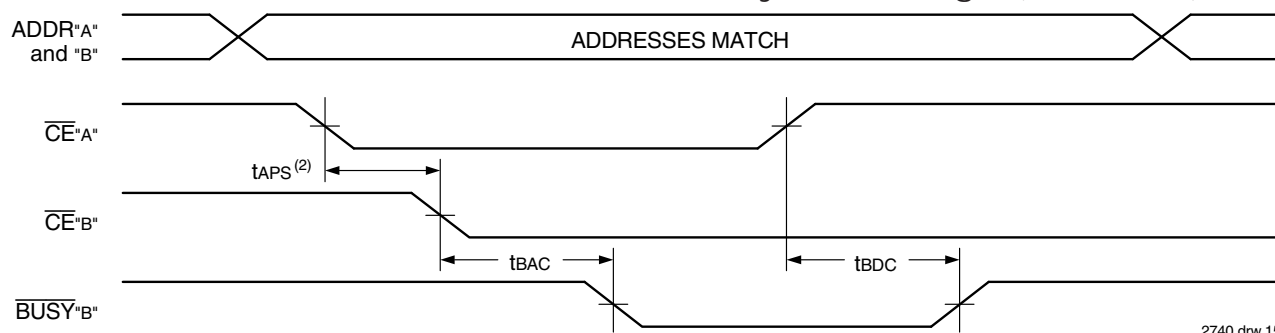 ADDR"A"
and "B"
ADDRESSES MATCH
CE"A"
tAPS (2)
CE"B"
tBAC
tBDC
BUSY"B"